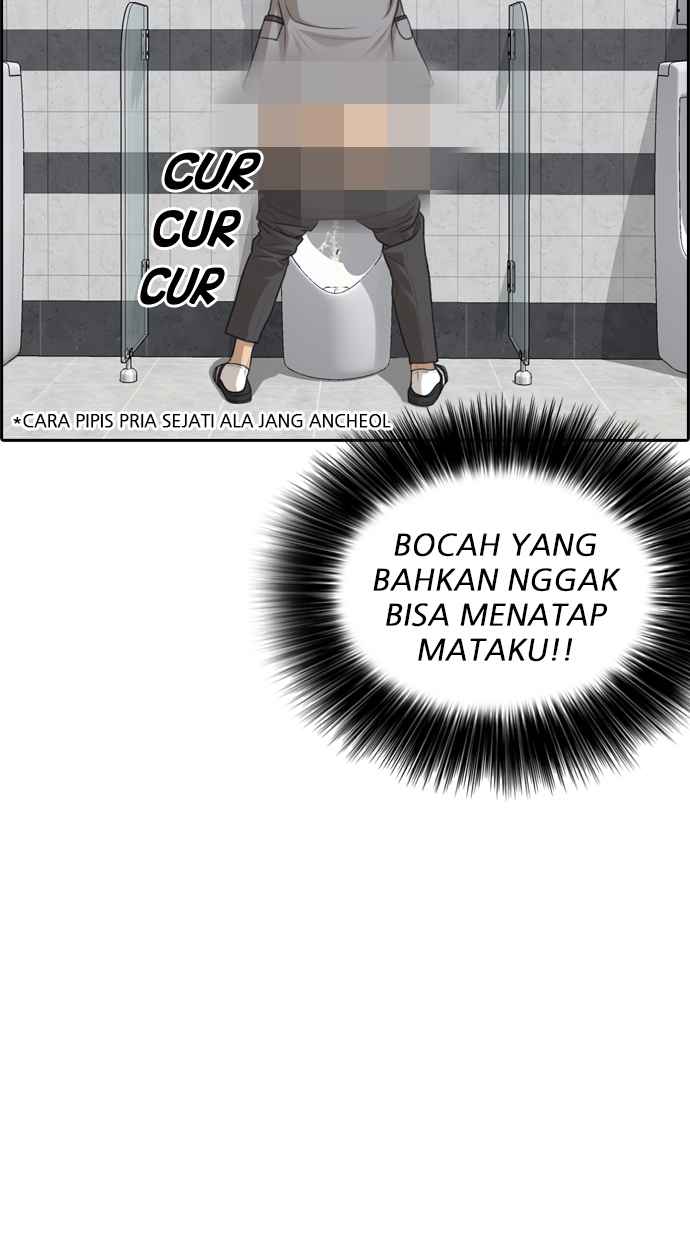 CUR
CUR
CUR
*CARA PIPIS PRIA SEJATI ALA JANG ANCHEOL
BOCAH YANG
BAHKAN NGGAK
BISA MENATAP
MATAKU!!